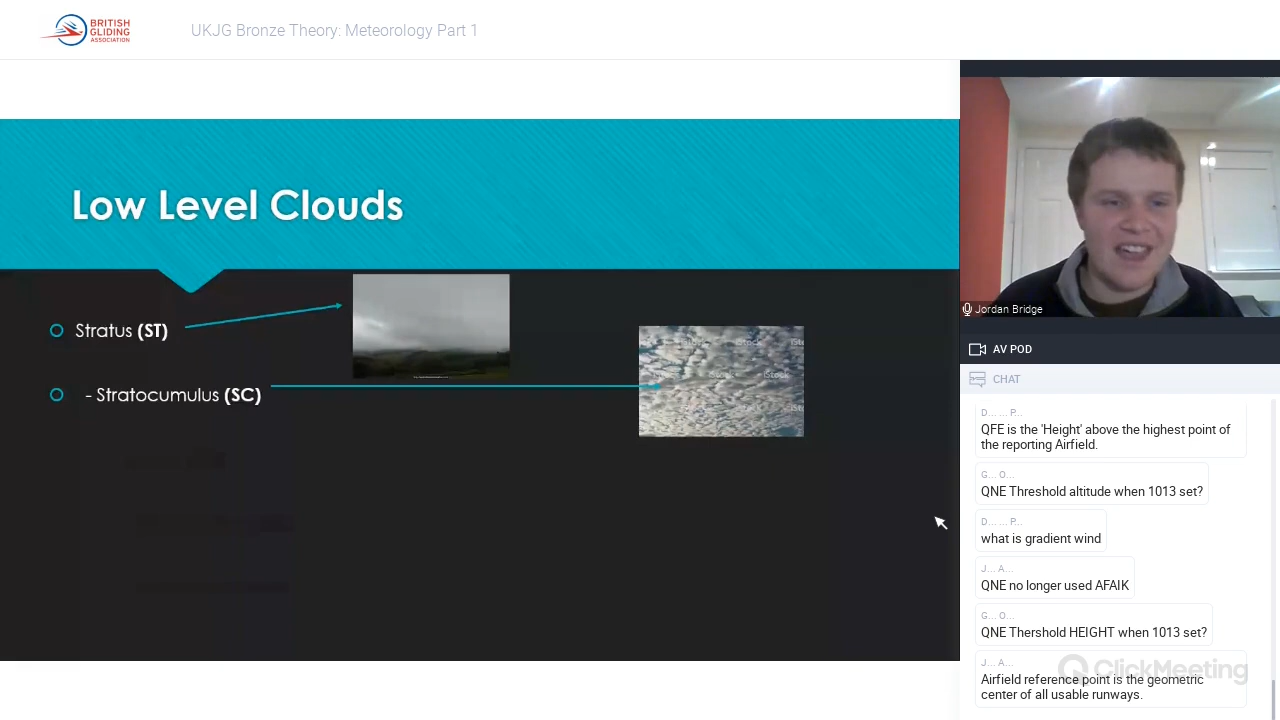 BRITISH
GLIDING
ASSOCIATION
UKJG Bronze Theory: Meteorology Part 1
Low Level Clouds
Stratus (ST)
- Stratocumulus (SC)
iStock
iStock
iStock
Jordan Bridge
AV POD
CHAT
D... ... P...
QFE is the 'Height' above the highest point of
the reporting Airfield.
G... O...
QNE Threshold altitude when 1013 set?
D... ... P...
what is gradient wind
J... A...
QNE no longer used AFAIK
G... O...
QNE Thershold HEIGHT when 1013 set?
J... A...
Airfield reference point is the geometric
center of all usable runways.
ClickMeeting